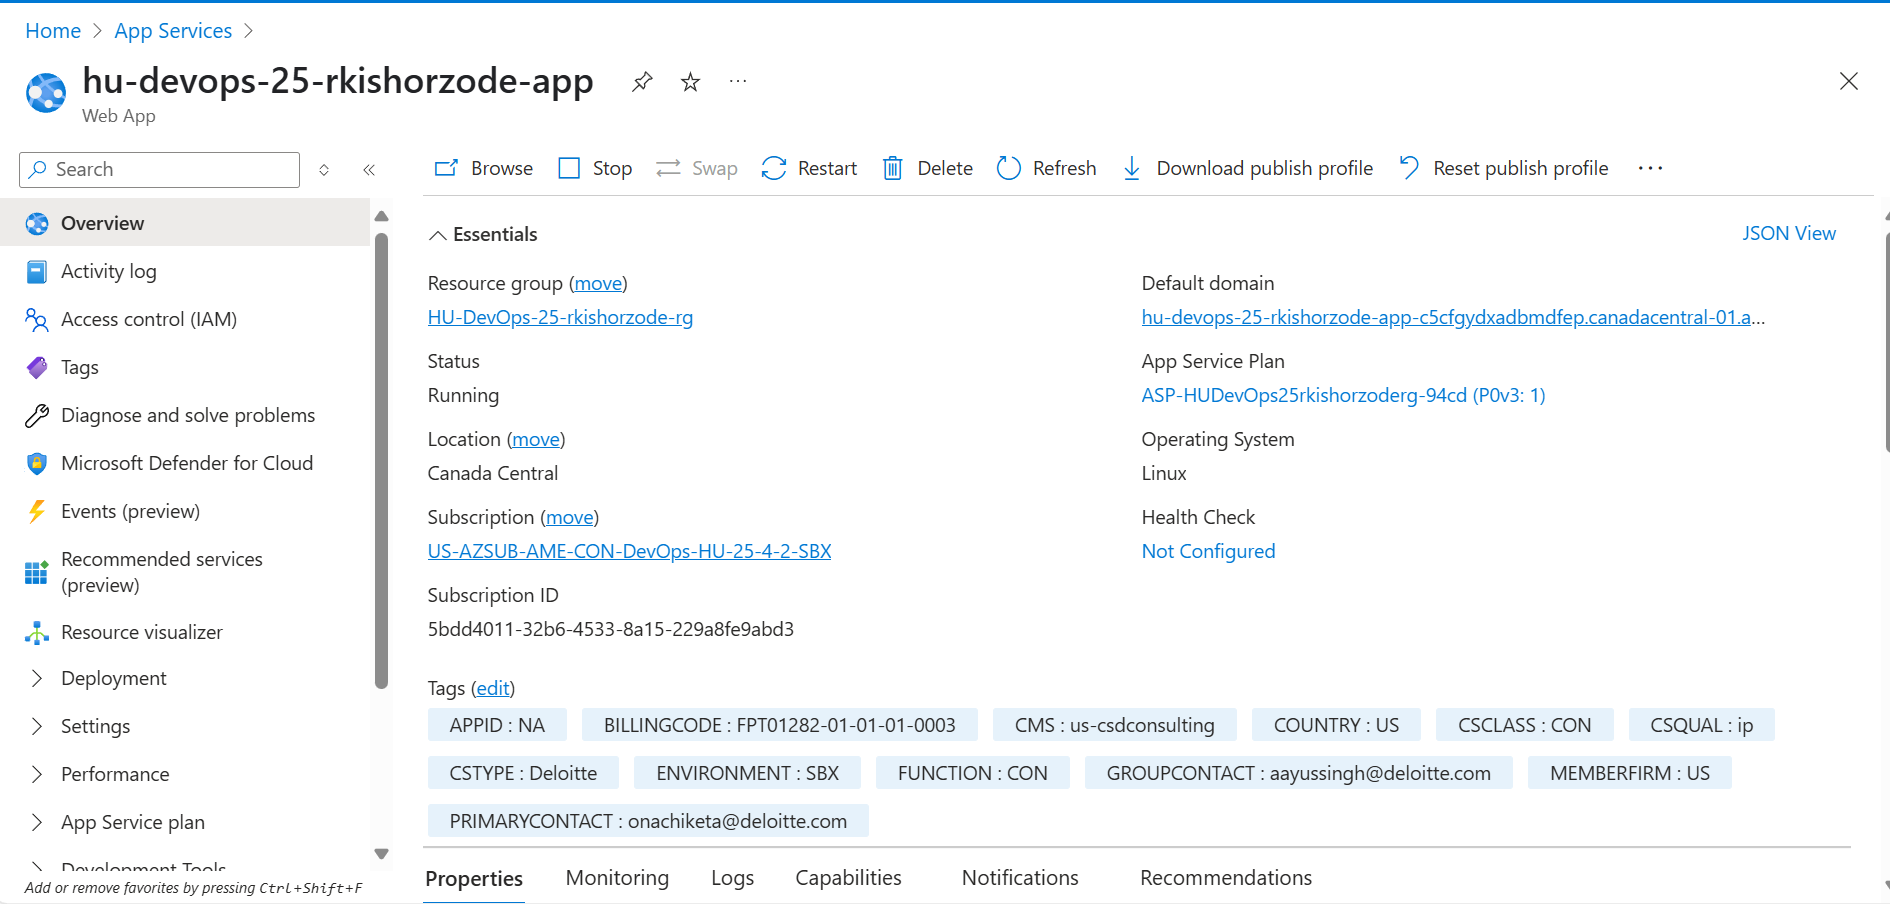 Home > App Services >
hu-devops-25-rkishorzode-app
Web App
Search
Browse Stop Swap Restart Delete Refresh Download publish profile Reset publish profile
Overview
Activity log
Access control (IAM)
Tags
Diagnose and solve problems
Microsoft Defender for Cloud
Events (preview)
Recommended services
(preview)
Resource visualizer
Deployment
Settings
Performance
App Service plan
Development Tools
Add or remove favorites by pressing Ctrl+Shift+F
Essentials
JSON View
Resource group (move)
HU-DevOps-25-rkishorzode-rg
Status
Running
Location (move)
Canada Central
Subscription (move)
US-AZSUB-AME-CON-DevOps-HU-25-4-2-SBX
Subscription ID
5bdd4011-32b6-4533-8a15-229a8fe9abd3
Default domain
hu-devops-25-rkishorzode-app-c5cfgydxadbmdfep.canadacentral-01.a...
App Service Plan
ASP-HUDevOps25rkishorzoderg-94cd (P0v3: 1)
Operating System
Linux
Health Check
Not Configured
Tags (edit)
APPID : NA BILLINGCODE : FPT01282-01-01-01-0003 CMS : us-csdconsulting COUNTRY : US CSCLASS : CON CSQUAL : ip
CSTYPE : Deloitte ENVIRONMENT : SBX FUNCTION : CON GROUPCONTACT : aayussingh@deloitte.com MEMBERFIRM : US
PRIMARYCONTACT : onachiketa@deloitte.com
Properties Monitoring Logs Capabilities Notifications Recommendations